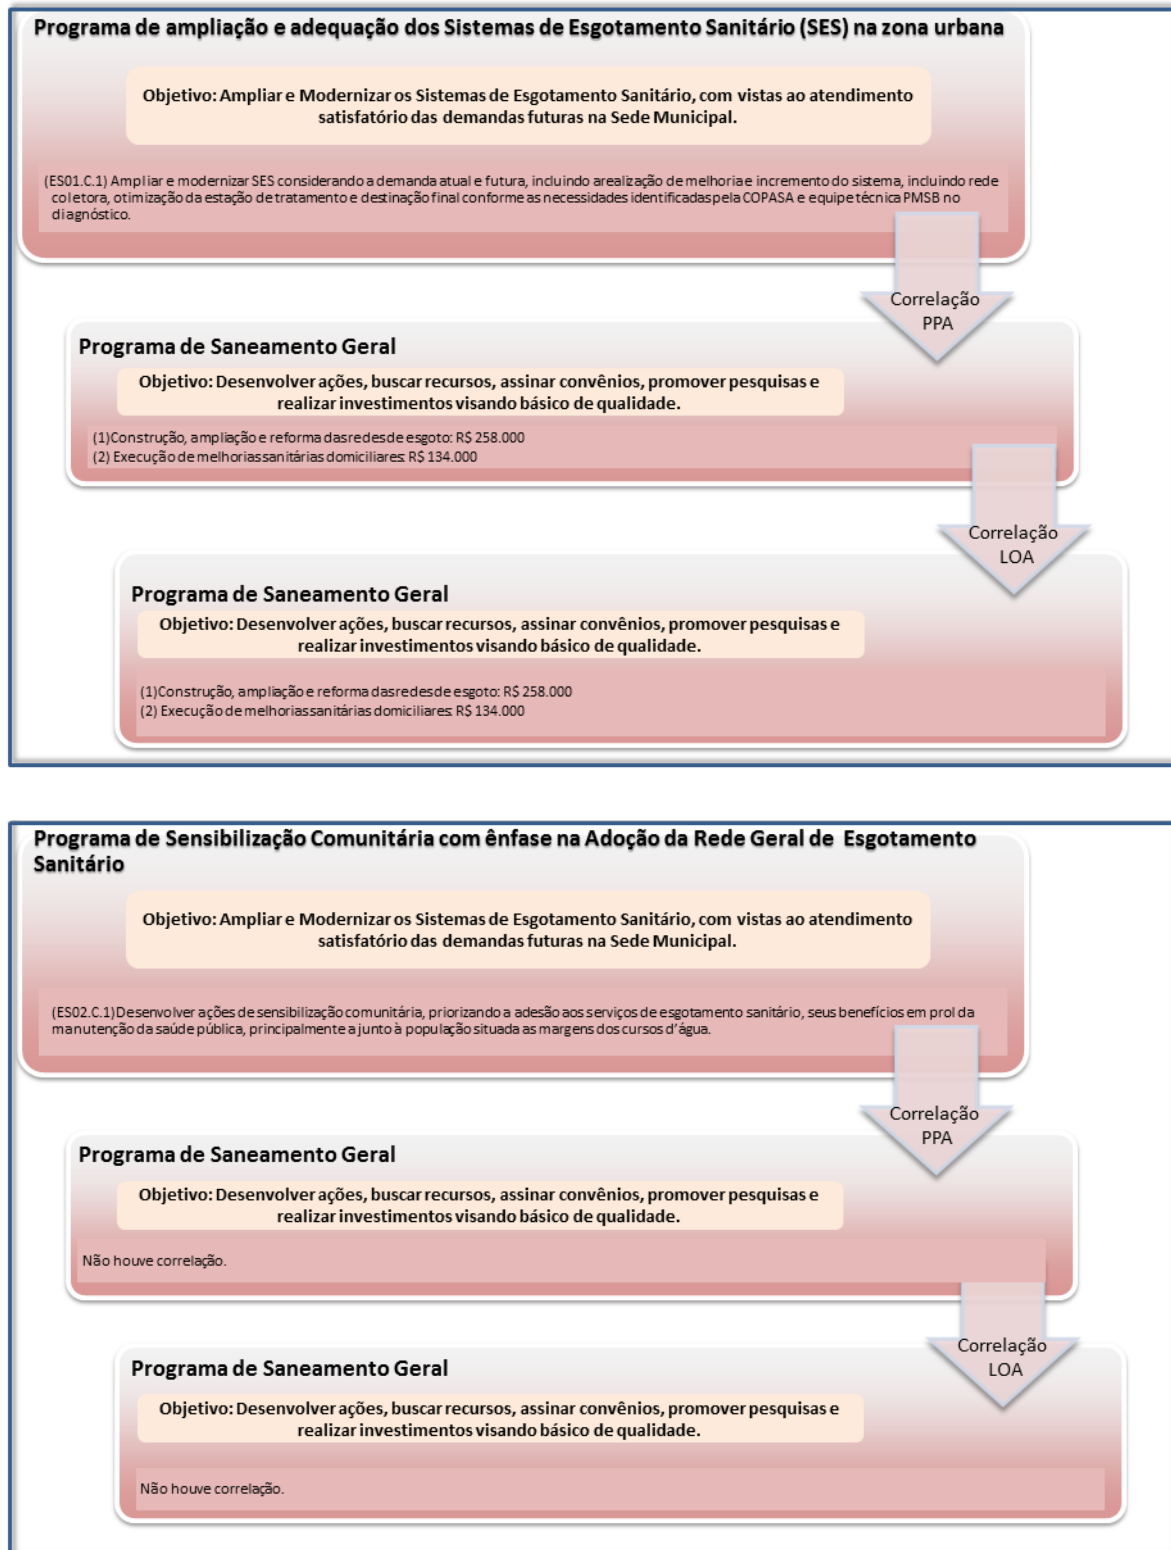 Programa de ampliação e adequação dos Sistemas de Esgotamento Sanitário (SES) na zona urbana
Objetivo: Ampliar e Modernizar os Sistemas de Esgotamento Sanitário, com vistas ao atendimento
satisfatório das demandas futuras na Sede Municipal.
(ES01.C.1) Ampliar e modernizar SES considerando a demanda atual e futura, incluindo arealização de melhoria e incremento do sistema, incluindo rede
coletora, otimização da estação de tratamento e destinação final conforme as necessidades identificadas pela COPASA e equipe técnica PMSB no
diagnóstico.
Correlação
PPA
Programa de Saneamento Geral
Objetivo: Desenvolver ações, buscar recursos, assinar convênios, promover pesquisas e
realizar investimentos visando básico de qualidade.
(1)Construção, ampliação e reforma das redes de esgoto: R$ 258.000
(2) Execução de melhorias sanitárias domiciliares: R$ 134.000
Correlação
LOA
Programa de Saneamento Geral
Objetivo: Desenvolver ações, buscar recursos, assinar convênios, promover pesquisas e
realizar investimentos visando básico de qualidade.
(1)Construção, ampliação e reforma das redes de esgoto: R$ 258.000
(2) Execução de melhorias sanitárias domiciliares: R$ 134.000
Programa de Sensibilização Comunitária com ênfase na Adoção da Rede Geral de Esgotamento
Sanitário
Objetivo: Ampliar e Modernizar os Sistemas de Esgotamento Sanitário, com vistas ao atendimento
satisfatório das demandas futuras na Sede Municipal.
(ES02.C.1)Desenvolver ações de sensibilização comunitária, priorizando a adesão aos serviços de esgotamento sanitário, seus benefícios em prol da
manutenção da saúde pública, principalmente a junto à população situada as margens dos cursos d'água.
Correlação
PPA
Programa de Saneamento Geral
Objetivo: Desenvolver ações, buscar recursos, assinar convênios, promover pesquisas e
realizar investimentos visando básico de qualidade.
Não houve correlação.
Correlação
LOA
Programa de Saneamento Geral
Objetivo: Desenvolver ações, buscar recursos, assinar convênios, promover pesquisas e
realizar investimentos visando básico de qualidade.
Não houve correlação.